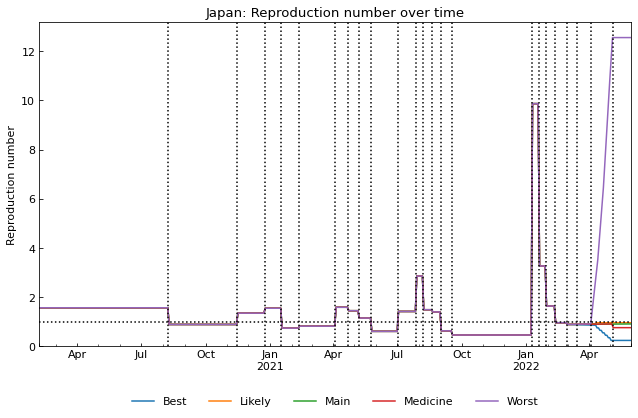 Japan: Reproduction number over time
Reproduction number
12
10
8
6
4
2
0
Apr Jul Oct Jan Apr Jul Oct Jan Apr
2021 2022
Best Likely Main Medicine Worst